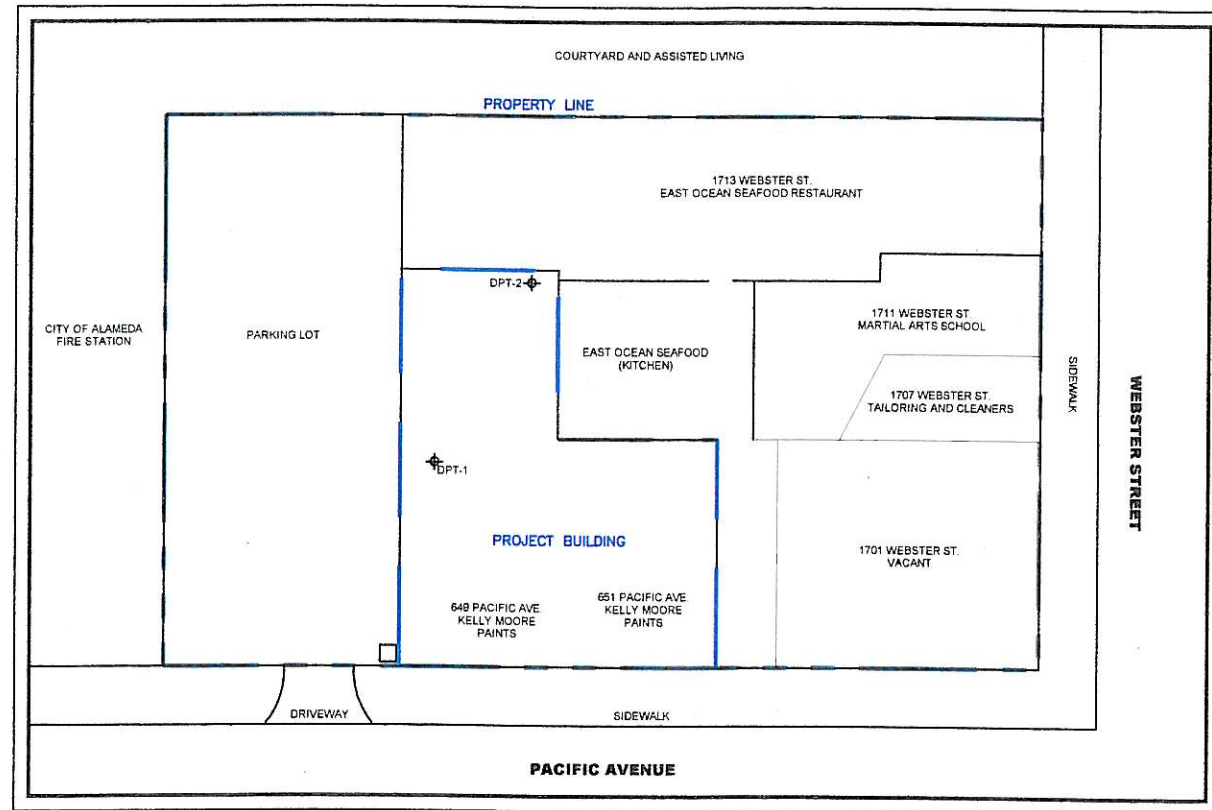 COURTYARD AND ASSISTED LIVING
PROPERTY LINE
1713 WEBSTER ST.
EAST OCEAN SEAFOOD RESTAURANT
DPT-2
CITY OF ALAMEDA
FIRE STATION
PARKING LOT
EAST OCEAN SEAFOOD
(KITCHEN)
1711 WEBSTER ST.
MARTIAL ARTS SCHOOL
1707 WEBSTER ST.
TAILORING AND CLEANERS
SIDEWALK
WEBSTER STREET
DPT-1
PROJECT BUILDING
1701 WEBSTER ST.
VACANT
649 PACIFIC AVE.
KELLY MOORE
PAINTS
651 PACIFIC AVE.
KELLY MOORE
PAINTS
DRIVEWAY
SIDEWALK
PACIFIC AVENUE